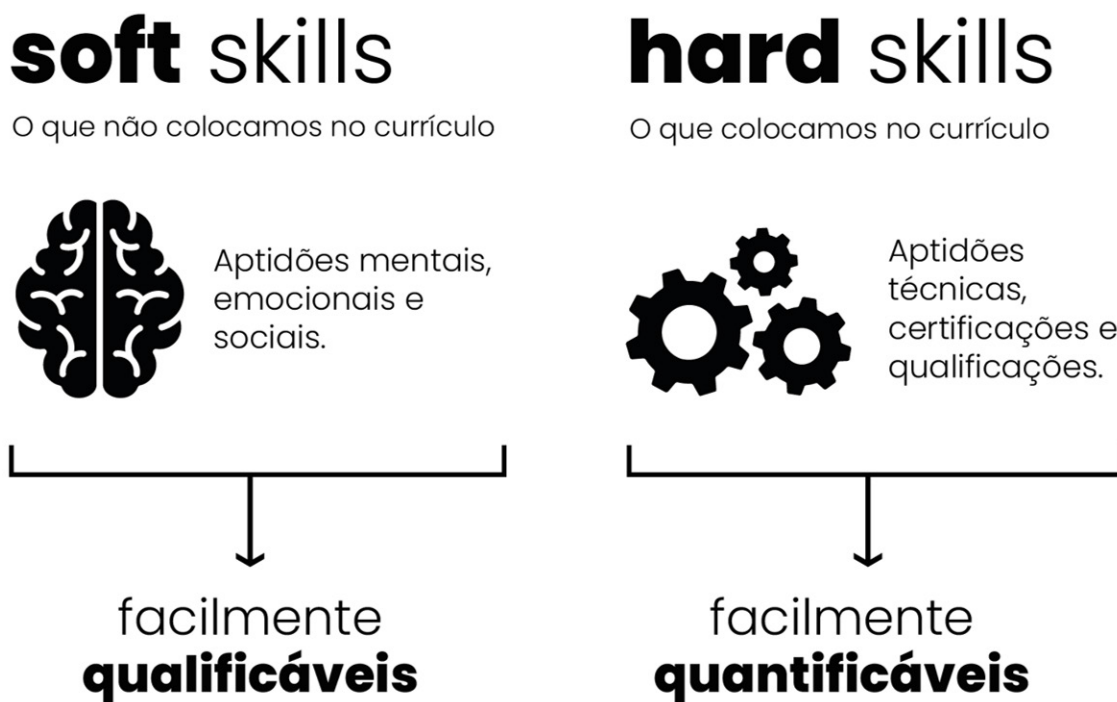 soft skills
O que não colocamos no currículo
Aptidões mentais,
emocionais e
sociais.
facilmente
qualificáveis
hard skills
O que colocamos no currículo
Aptidões
técnicas,
certificações e
qualificações.
facilmente
quantificáveis